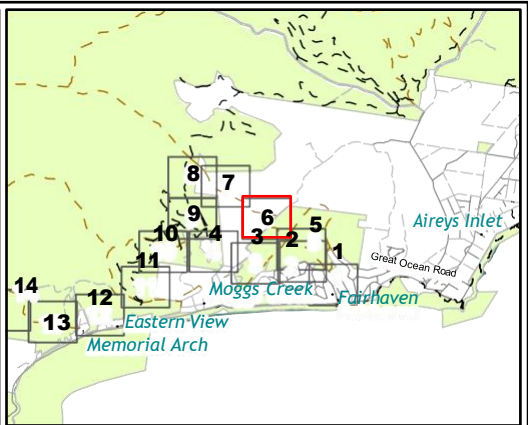 8
7
9
6
Aireys Inlet
5
10
4
3
2
1
Great Ocean Road
11
14
Moggs Creek
Fairhaven
12
13
Eastern View
Memorial Arch